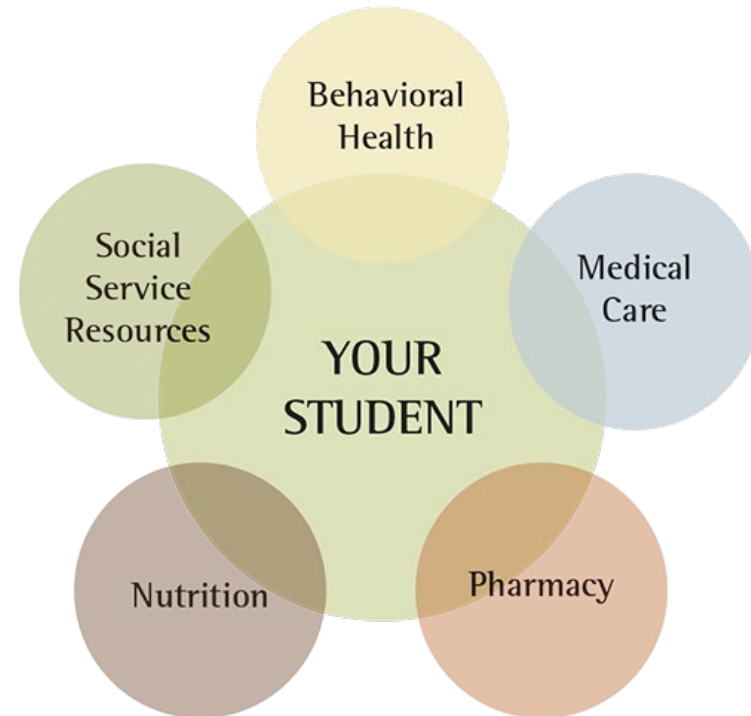 Behavioral
Health
Social
Service
Resources
Medical
Care
YOUR
STUDENT
Nutrition
Pharmacy